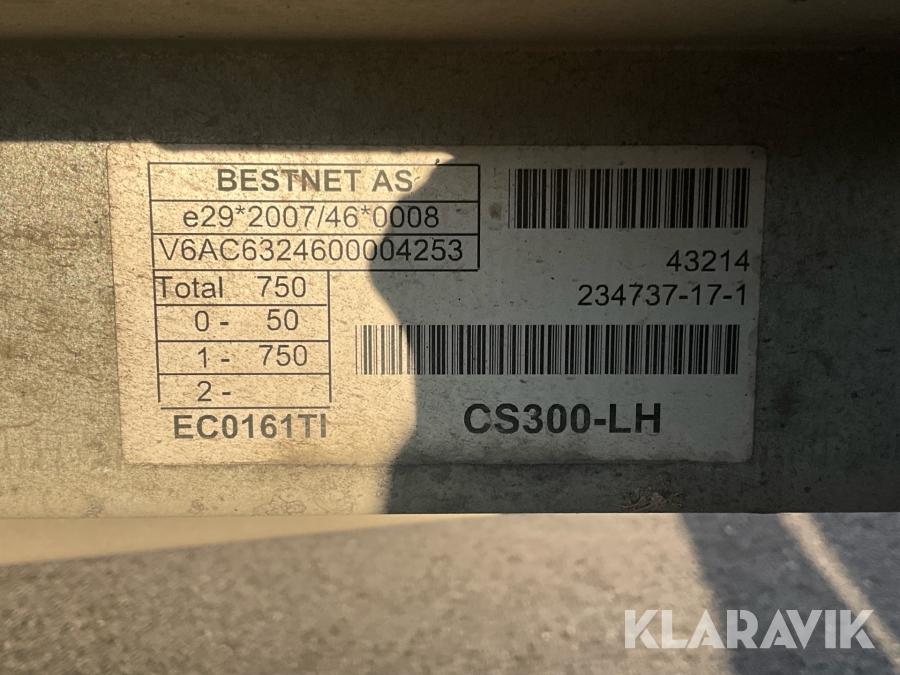 BESTNET AS
e29*2007/46*0008
V6AC6324600004253
Total 750
0 - 50
1 - 750
2 -
EC0161TI
43214
234737-17-1
CS300-LH
KLARAVIK